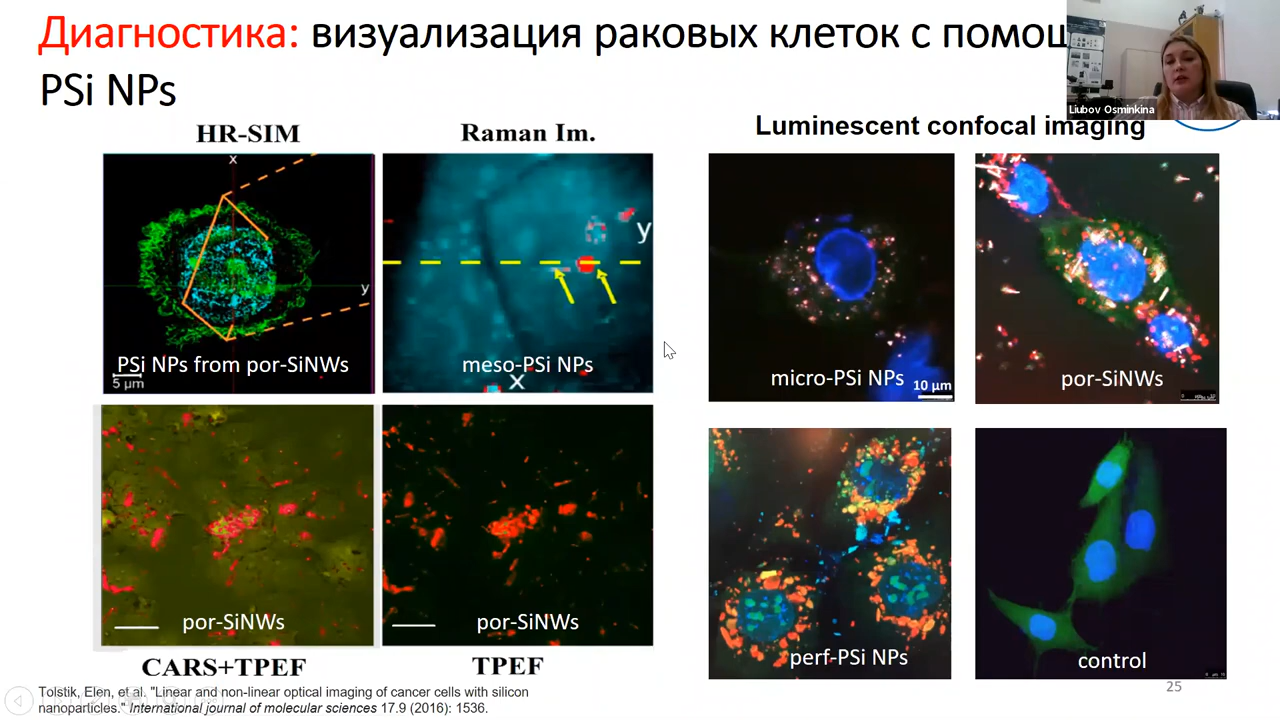 Диагностика: визуализация раковых клеток с
PSi NPs
Liubov Osminkina
HR-SIM
Raman Im.
Luminescent confocal imaging
x
y
PSi NPs from por-SiNWs
5 µm
y
meso-PSi NPs
x
micro-PSi NPs
10 µm
por-SiNWs
por-SiNWs
por-SiNWs
perf-PSi NPs
control
CARS+TPEF
TPEF
25
Tolstik, Elen, et al. "Linear and non-linear optical imaging of cancer cells with silicon
nanoparticles." International journal of molecular sciences 17.9 (2016): 1536.